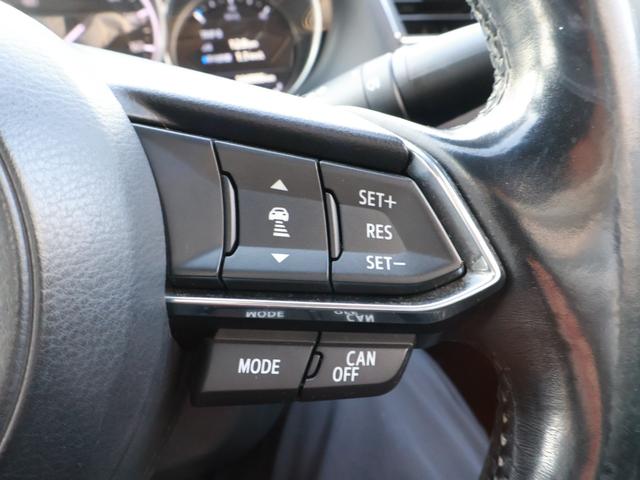 SET+
RES
SET−
MODE
CAN
OFF